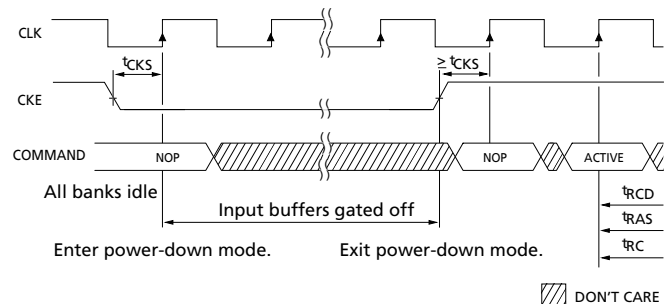 CLK
tCKS
≥ tCKS
CKE
COMMAND
NOP
NOP
ACTIVE
All banks idle
tRCD
Input buffers gated off
tRAS
Enter power-down mode.
Exit power-down mode.
tRC
DON'T CARE